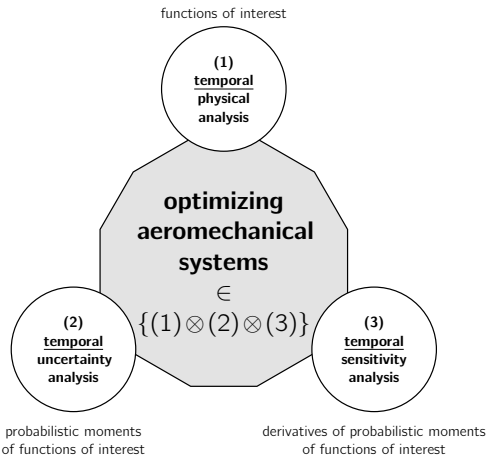 functions of interest
(1)
temporal
physical
analysis
optimizing
aeromechanical
systems
∈
{(1)⊗(2)⊗(3)}
(2)
temporal
uncertainty
analysis
(3)
temporal
sensitivity
analysis
probabilistic moments
of functions of interest
derivatives of probabilistic moments
of functions of interest